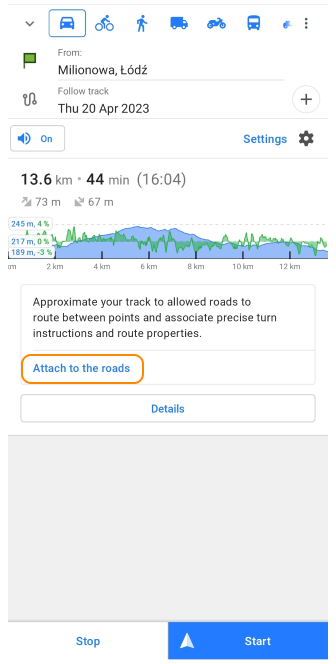 From:
Milionowa, Łódź
Follow track
Thu 20 Apr 2023
On
Settings
13.6 km • 44 min (16:04)
73 m 67 m
245 m, 4 %
217 m, 0 %
189 m, -3 %
km 2 km 4 km 6 km 8 km 10 km 12 km
Approximate your track to allowed roads to
route between points and associate precise turn
instructions and route properties.
Attach to the roads
Details
Stop
Start